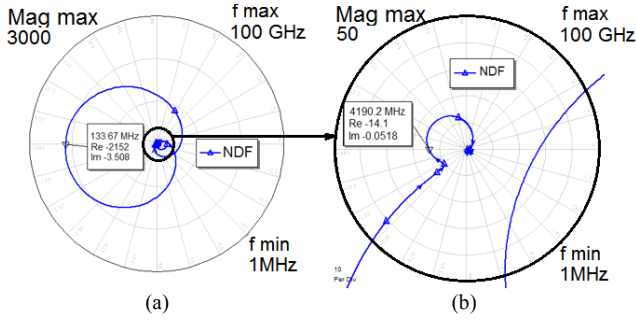 Mag max
3000
f max
100 GHz
133.67 MHz
Re -2152
Im -3.508
NDF
f min
1MHz
(a)
Mag max
50
f max
100 GHz
NDF
4190.2 MHz
Re -14.1
Im -0.0518
10
Per Div
f min
1MHz
(b)